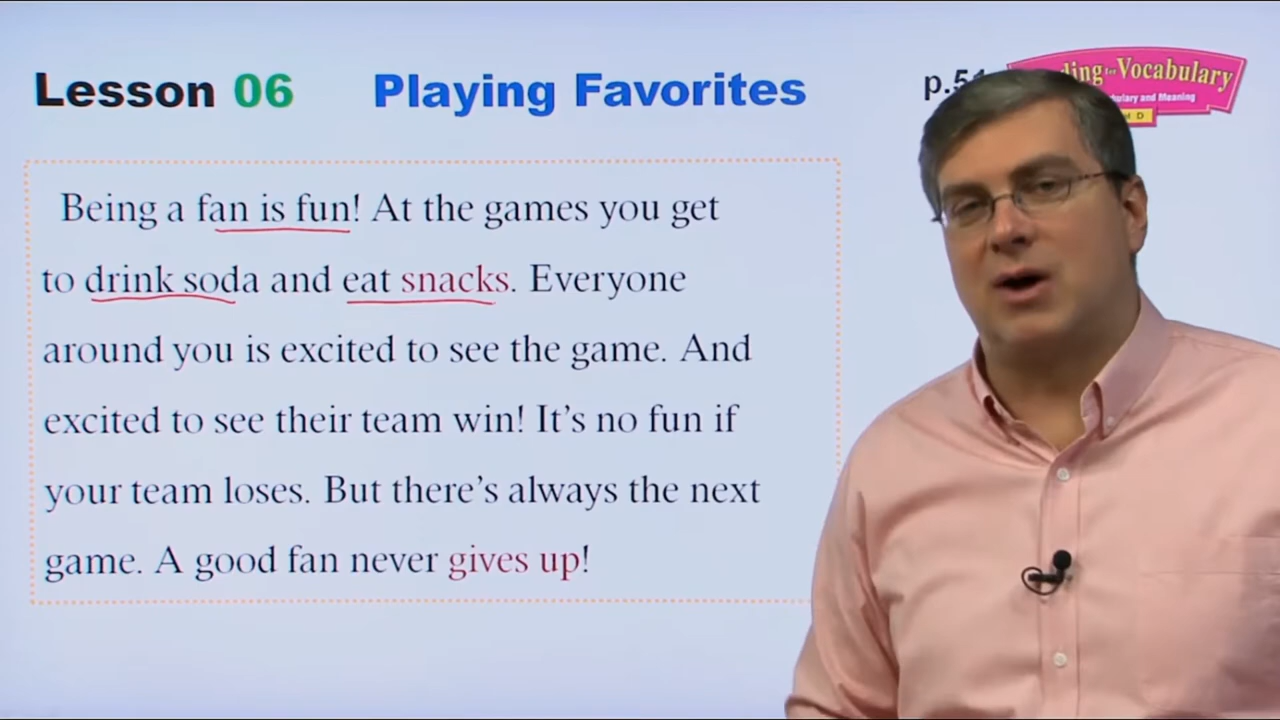 Lesson 06 Playing Favorites
Vocabulary
and Meaning
Being a fan is fun! At the games you get
to drink soda and eat snacks. Everyone
around you is excited to see the game. And
excited to see their team win! It's no fun if
your team loses. But there's always the next
game. A good fan never gives up!